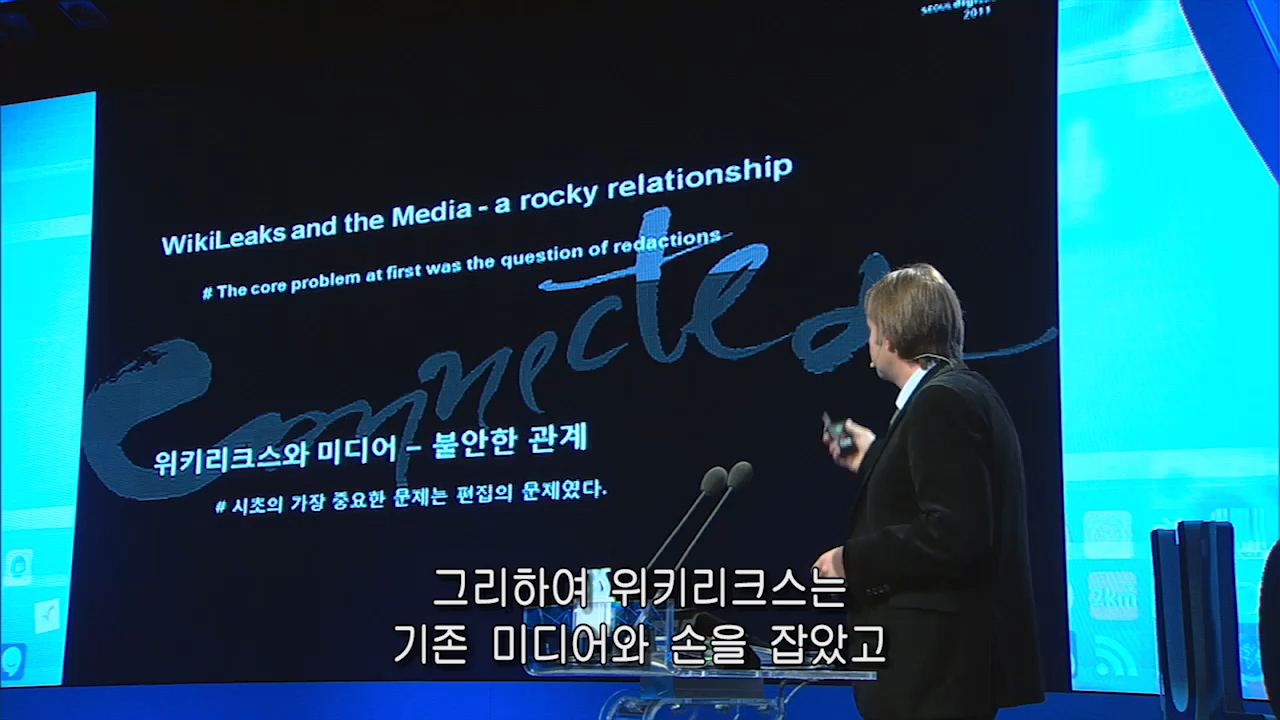 SEOUL digital
2011
WikiLeaks and the Media - a rocky relationship
# The core problem at first was the question of redactions
Connected
위키리크스와 미디어 – 불안한 관계
# 시초의 가장 중요한 문제는 편집의 문제였다.
2km
그리하여 위키리크스는
기존 미디어와 손을 잡았고